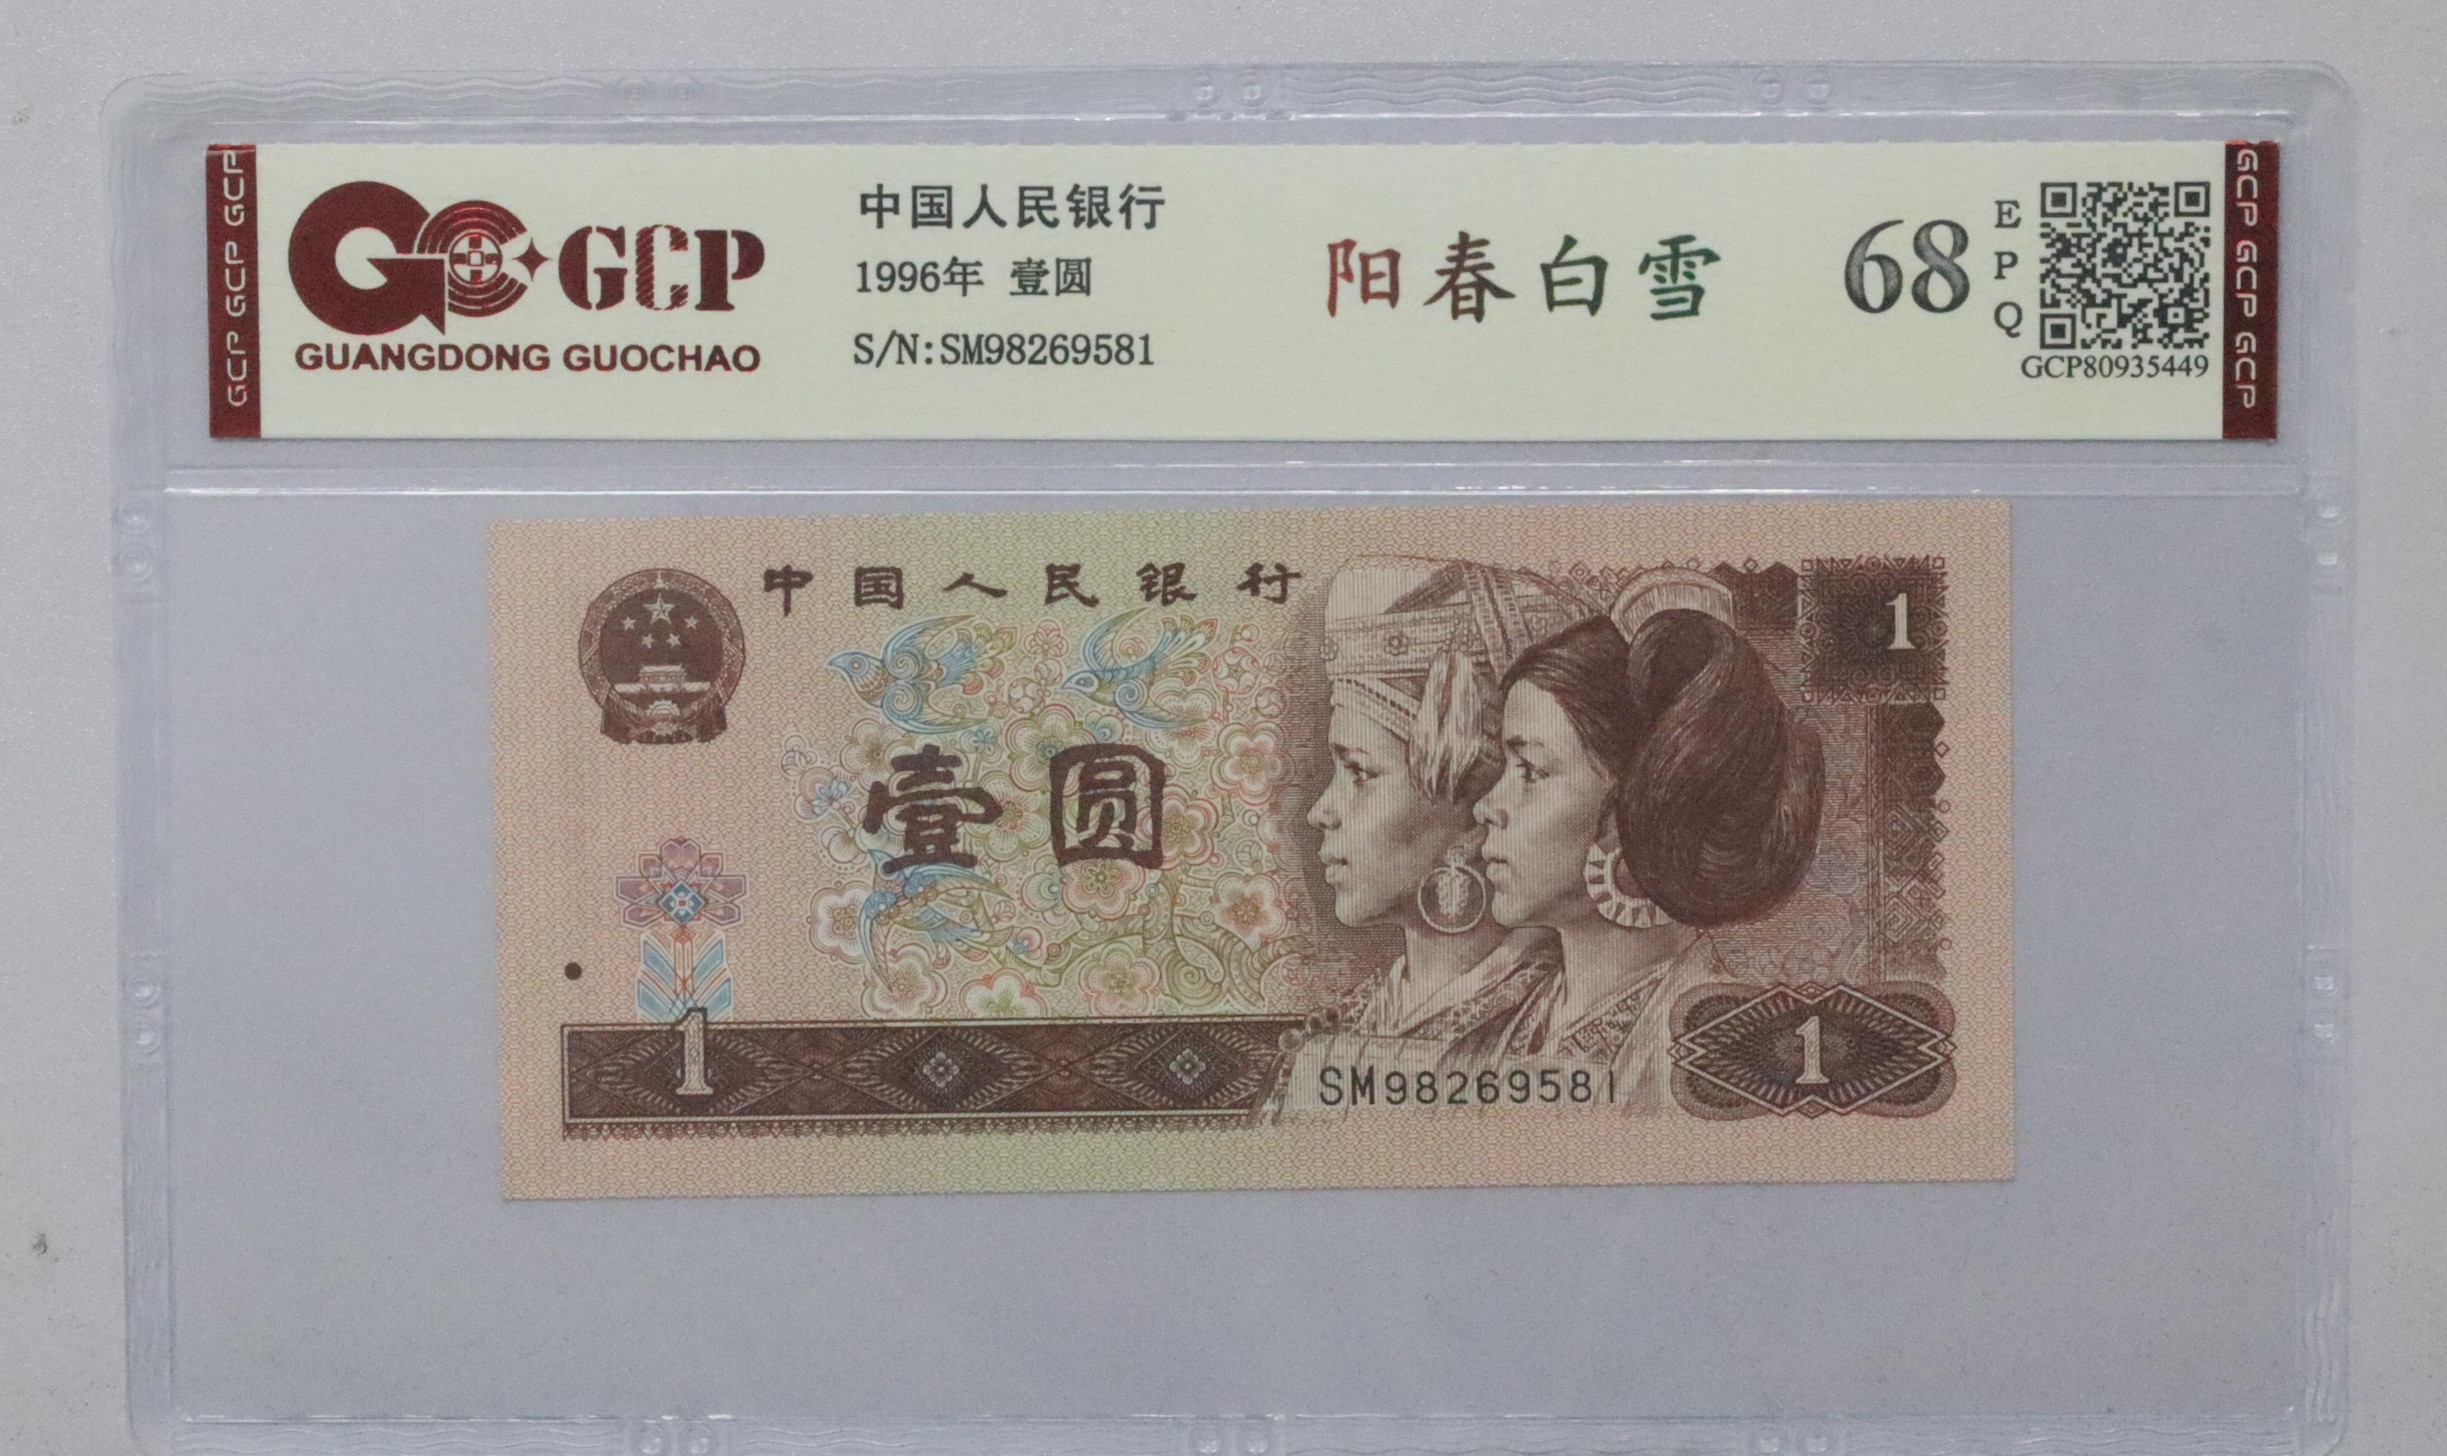 GCP GCP GCP
GCP
GUANGDONG GUOCHAO
中国人民银行
1996年 壹圆
S/N:SM98269581
阳春白雪
68
EPQ
GCP80935449
GCP GCP GCP
中国人民银行
1
壹圆
1
1
SM98269581